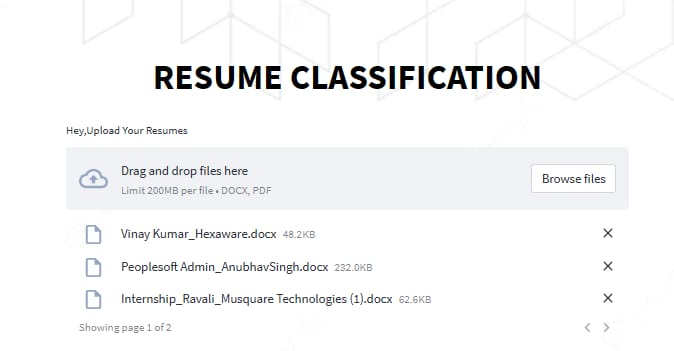 RESUME CLASSIFICATION
Hey,Upload Your Resumes
Drag and drop files here
Limit 200MB per file • DOCX, PDF
Browse files
Vinay Kumar_Hexaware.docx 48.2KB
Peoplesoft Admin_AnubhavSingh.docx 232.0KB
Internship_Ravali_Musquare Technologies (1).docx 62.6KB
Showing page 1 of 2